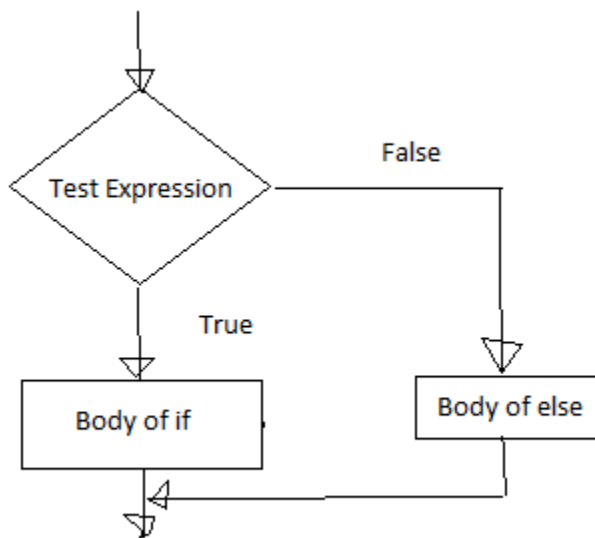 False
Test Expression
True
Body of if
Body of else